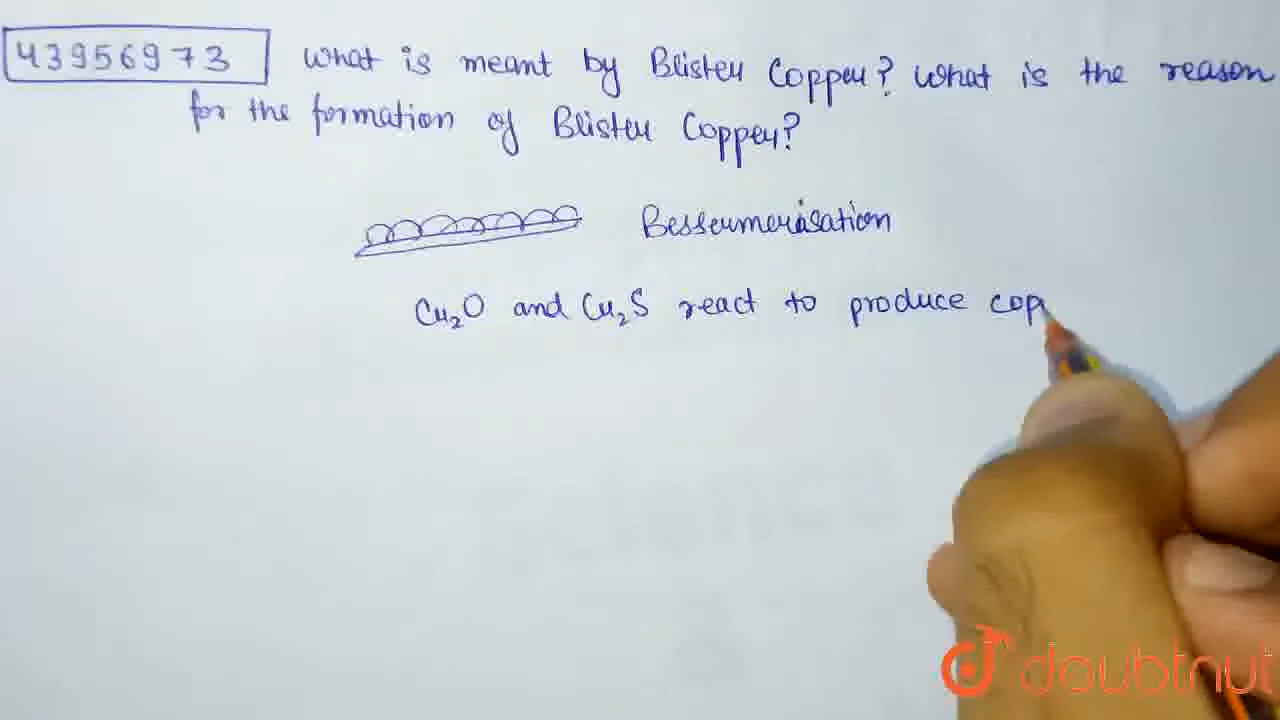 43956973 What is meant by Blister Copper? What is the reason
for the formation of Blister Copper?
Bessemerisation
Cu₂O and Cu₂S react to produce cop
Science
doubtnut